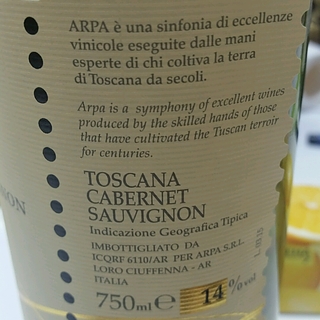 ARPA è una sinfonia di eccellenze
vinicole eseguite dalle mani
esperte di chi coltiva la terra
di Toscana da secoli.
Arpa is a symphony of excellent wines
produced by the skilled hands of those
that have cultivated the Tuscan terroir
for centuries.
TOSCANA
CABERNET
SAUVIGNON
Indicazione Geografica Tipica
IMBOTTIGLIATO DA
ICQRF 6110/AR PER ARPA S.R.L.
LORO CIUFFENNA - AR
ITALIA
750ml e 14 %vol